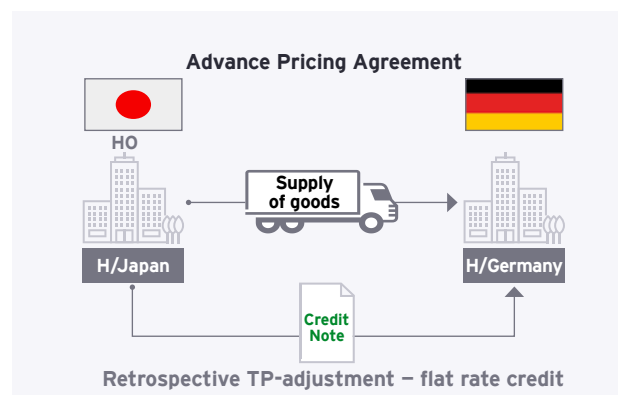 Advance Pricing Agreement
HO
Supply
of goods
H/Japan
H/Germany
Credit
Note
Retrospective TP-adjustment – flat rate credit